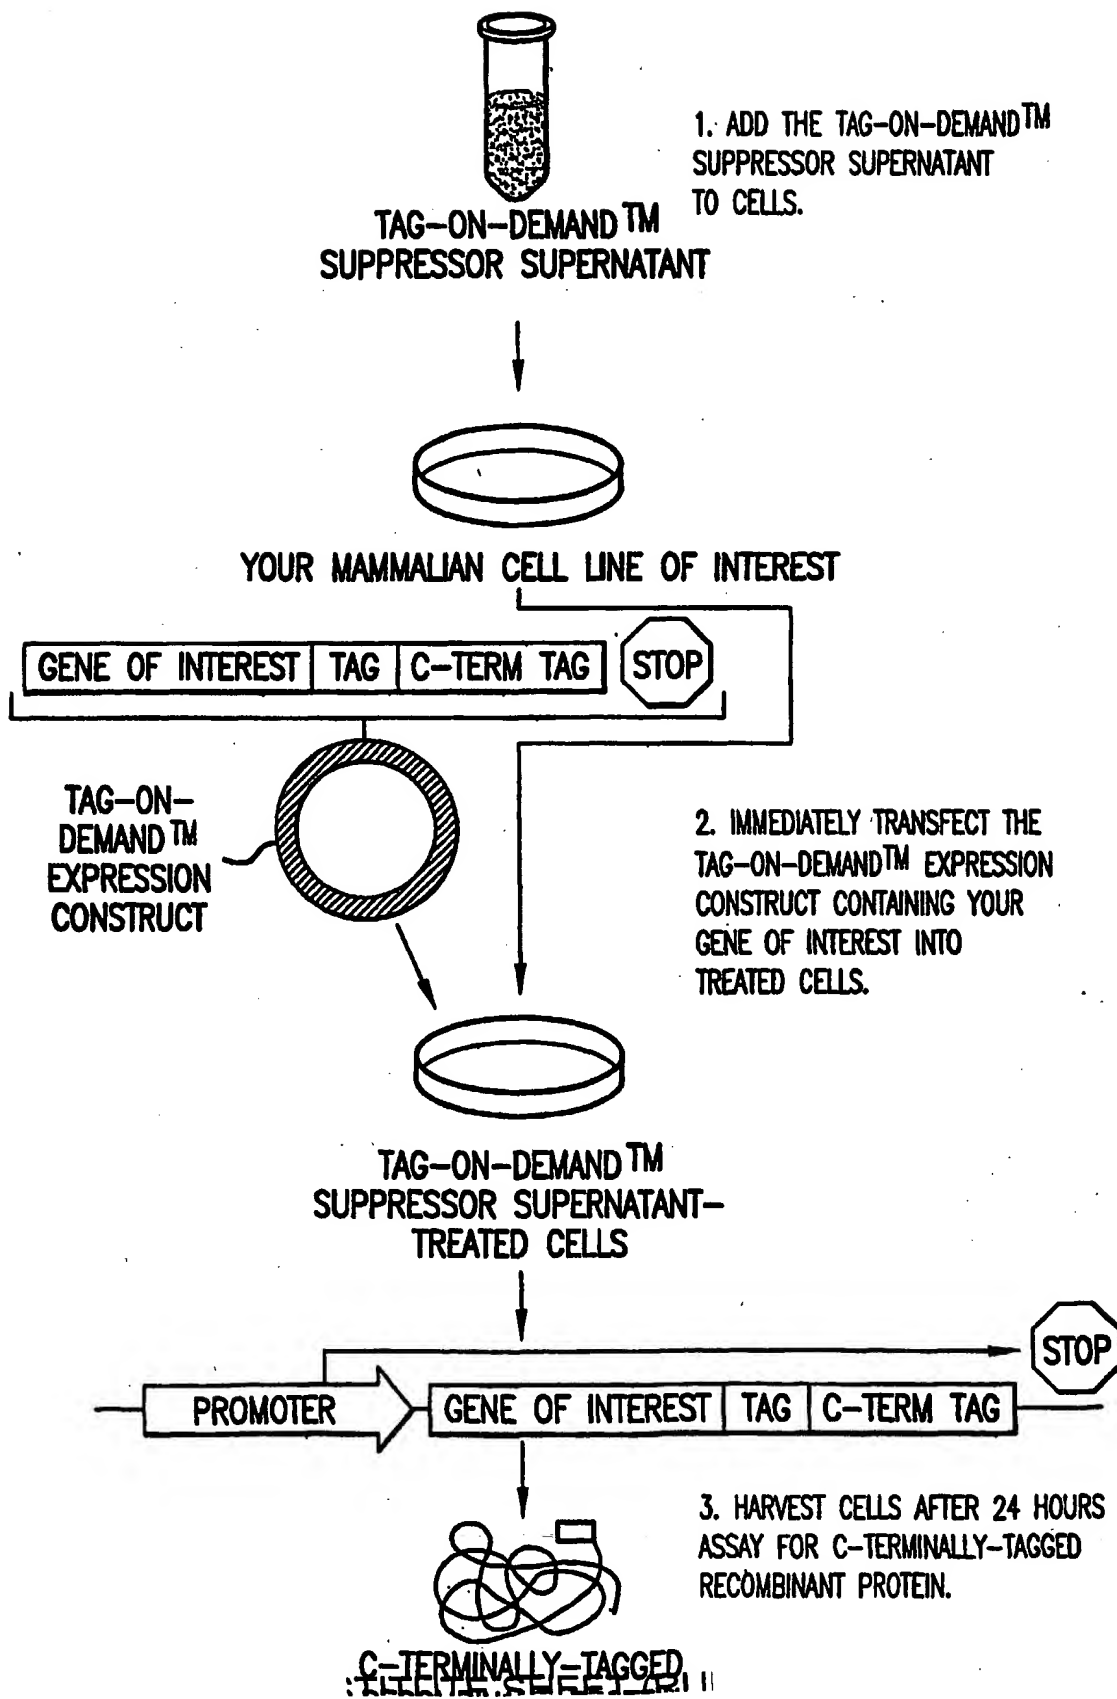 1. ADD THE TAG-ON-DEMAND™
SUPPRESSOR SUPERNATANT
TO CELLS.
TAG-ON-DEMAND™
SUPPRESSOR SUPERNATANT
YOUR MAMMALIAN CELL LINE OF INTEREST
GENE OF INTEREST TAG C-TERM TAG STOP
TAG-ON-
DEMAND™
EXPRESSION
CONSTRUCT
2. IMMEDIATELY TRANSFECT THE
TAG-ON-DEMAND™ EXPRESSION
CONSTRUCT CONTAINING YOUR
GENE OF INTEREST INTO
TREATED CELLS.
TAG-ON-DEMAND™
SUPPRESSOR SUPERNATANT-
TREATED CELLS
STOP
PROMOTER GENE OF INTEREST TAG C-TERM TAG
3. HARVEST CELLS AFTER 24 HOURS
ASSAY FOR C-TERMINALLY-TAGGED
RECOMBINANT PROTEIN.
C-TERMINALLY-TAGGED